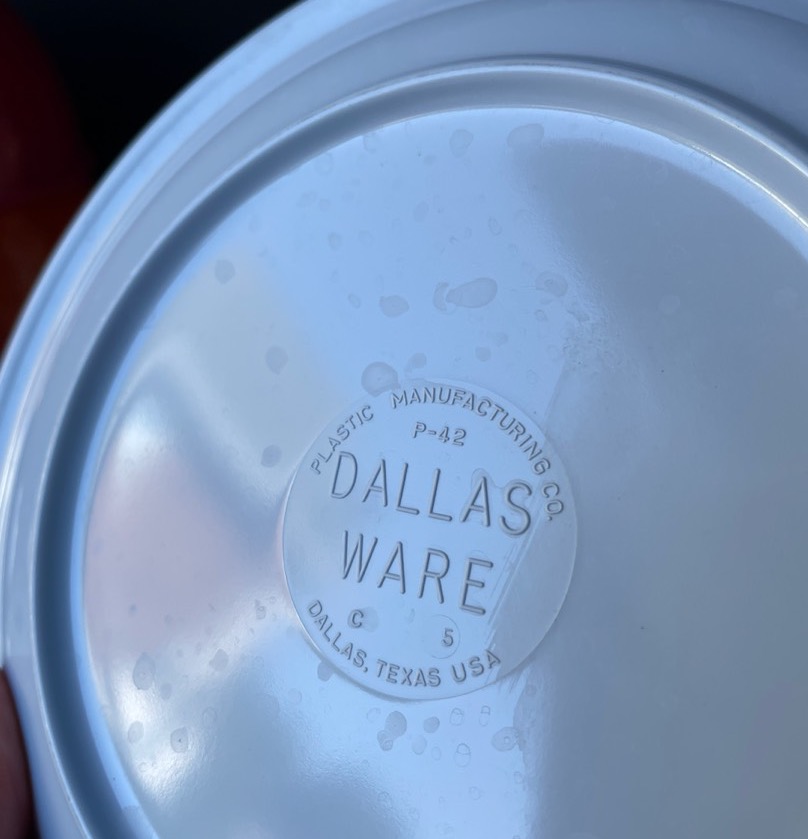 PLASTIC MANUFACTURING CO.
P-42
DALLAS
WARE
C 5
DALLAS, TEXAS USA